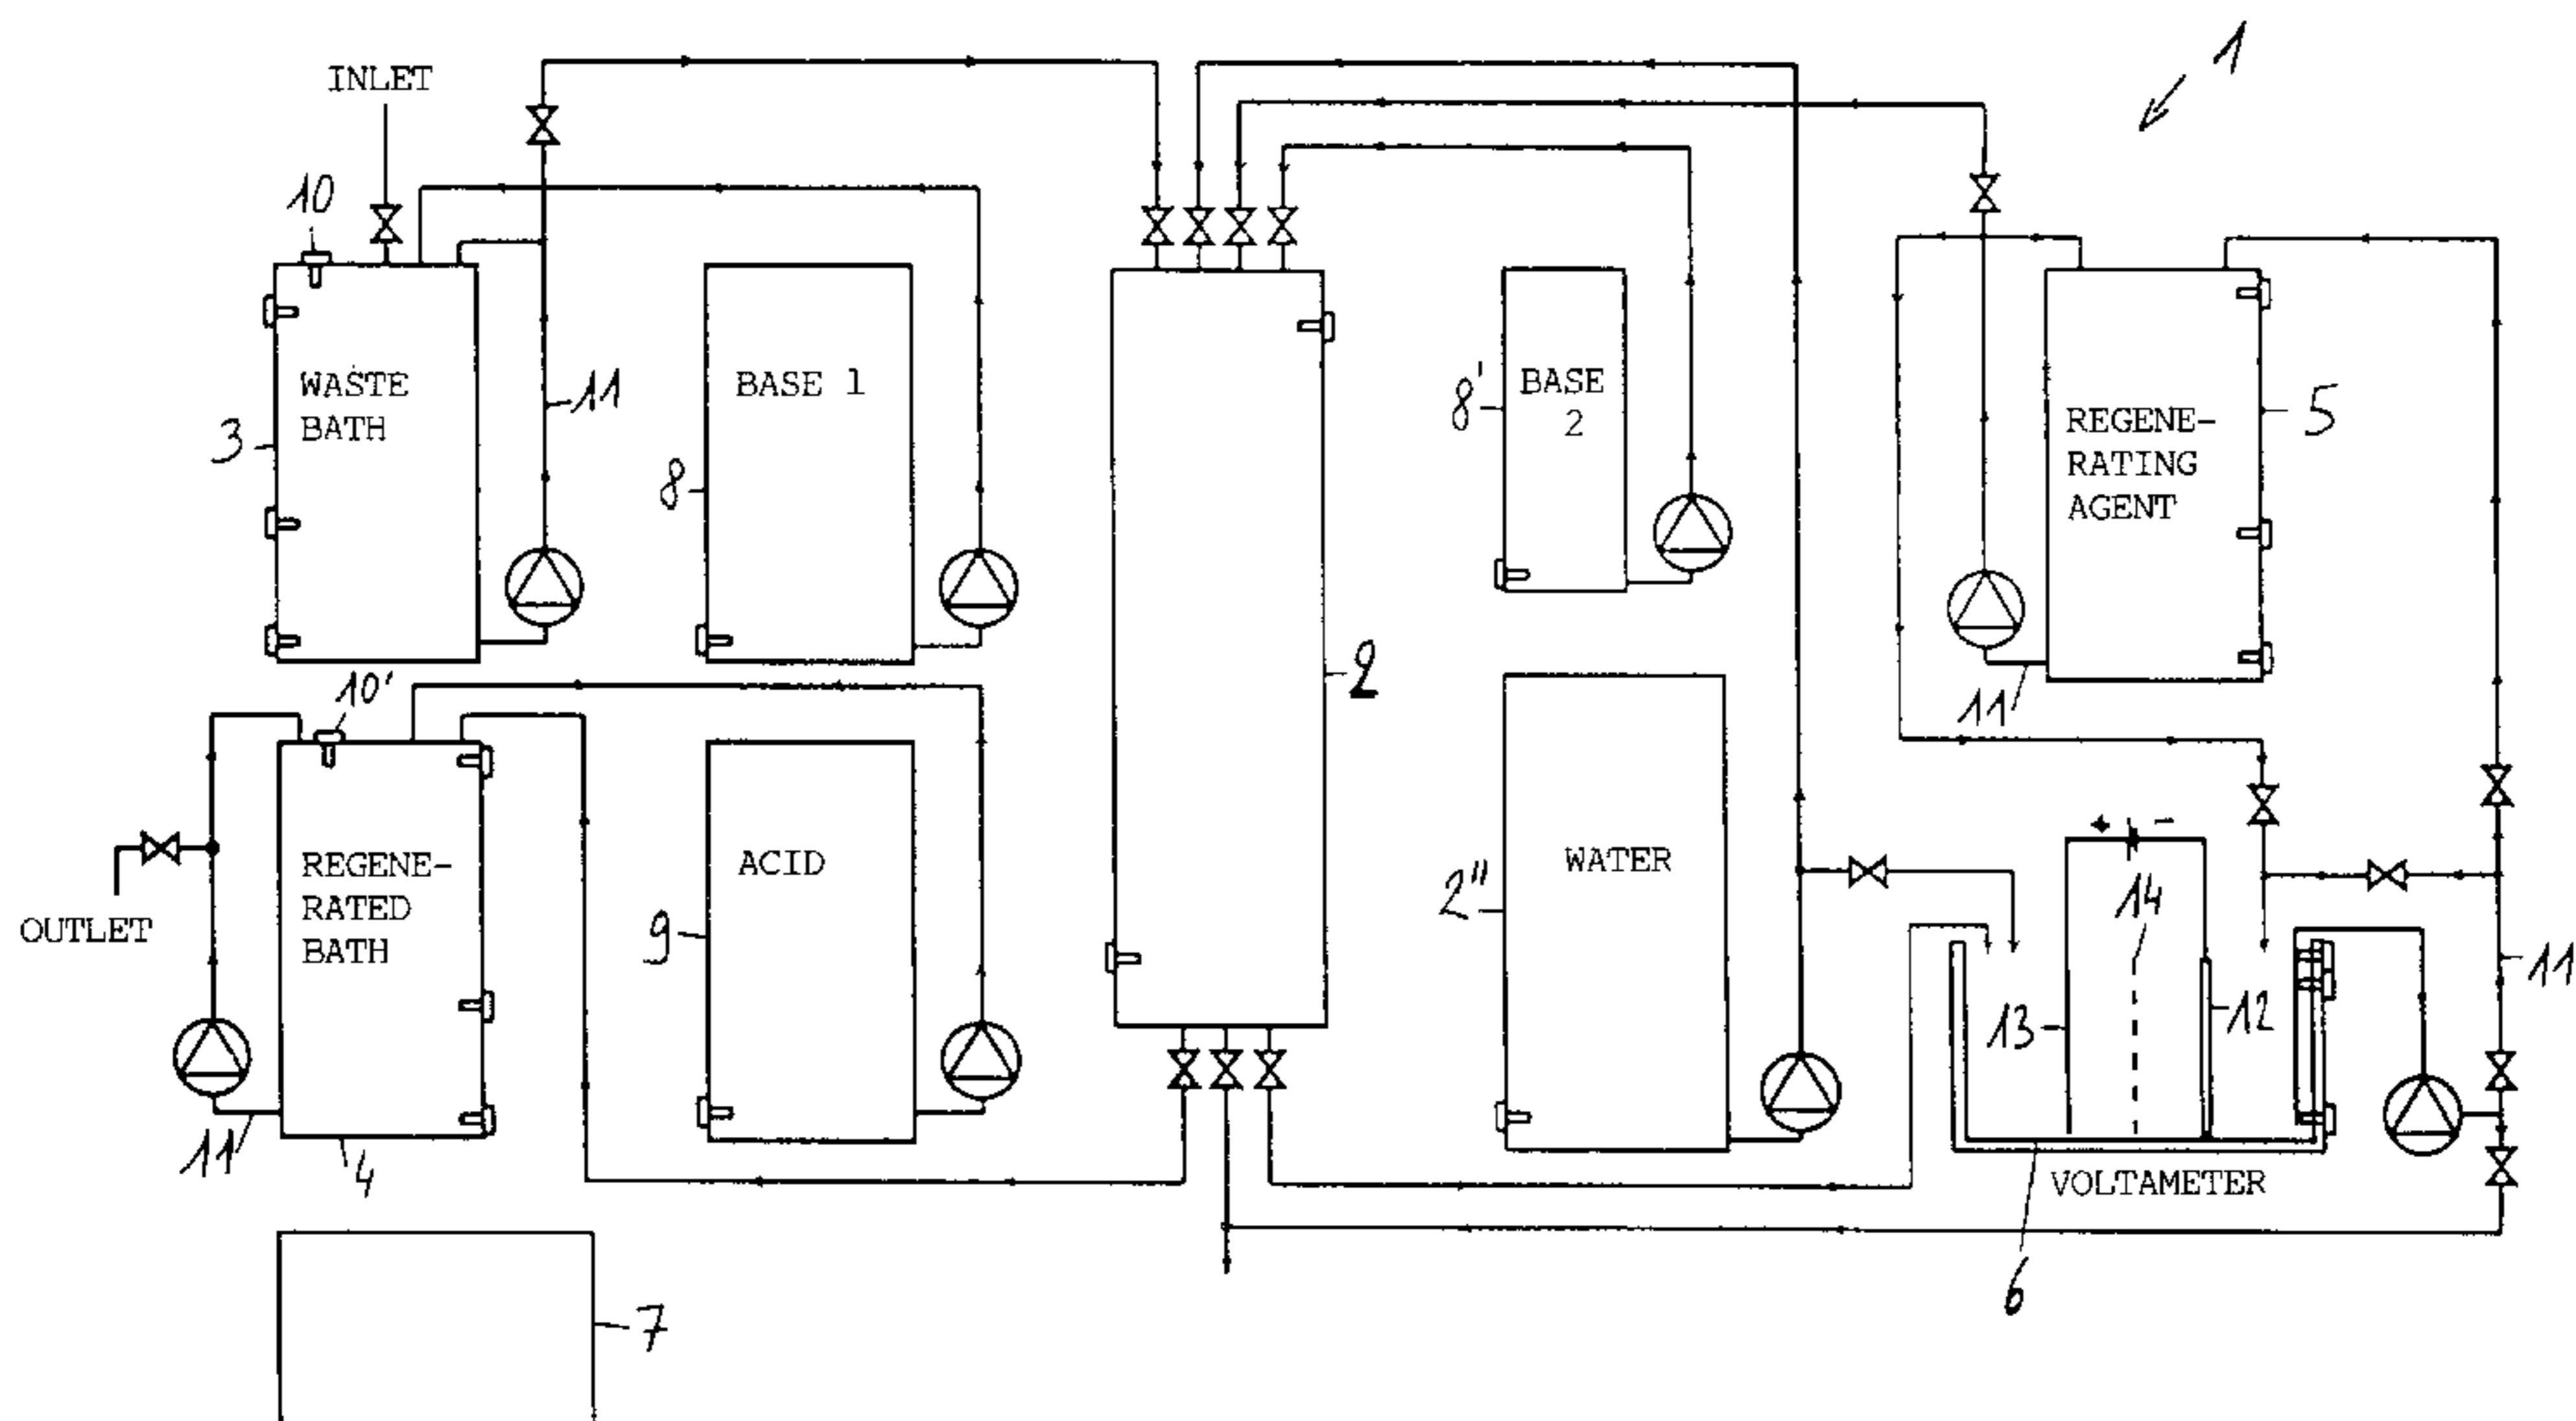 1
INLET
10
WASTE
BATH
3
11
BASE 1
8
2
8'
BASE
2
REGENE-
RATING
AGENT
5
11
10'
REGENE-
RATED
BATH
OUTLET
11
4
ACID
9
WATER
2"
+ -
14
13
12
11
VOLTAMETER
6
7